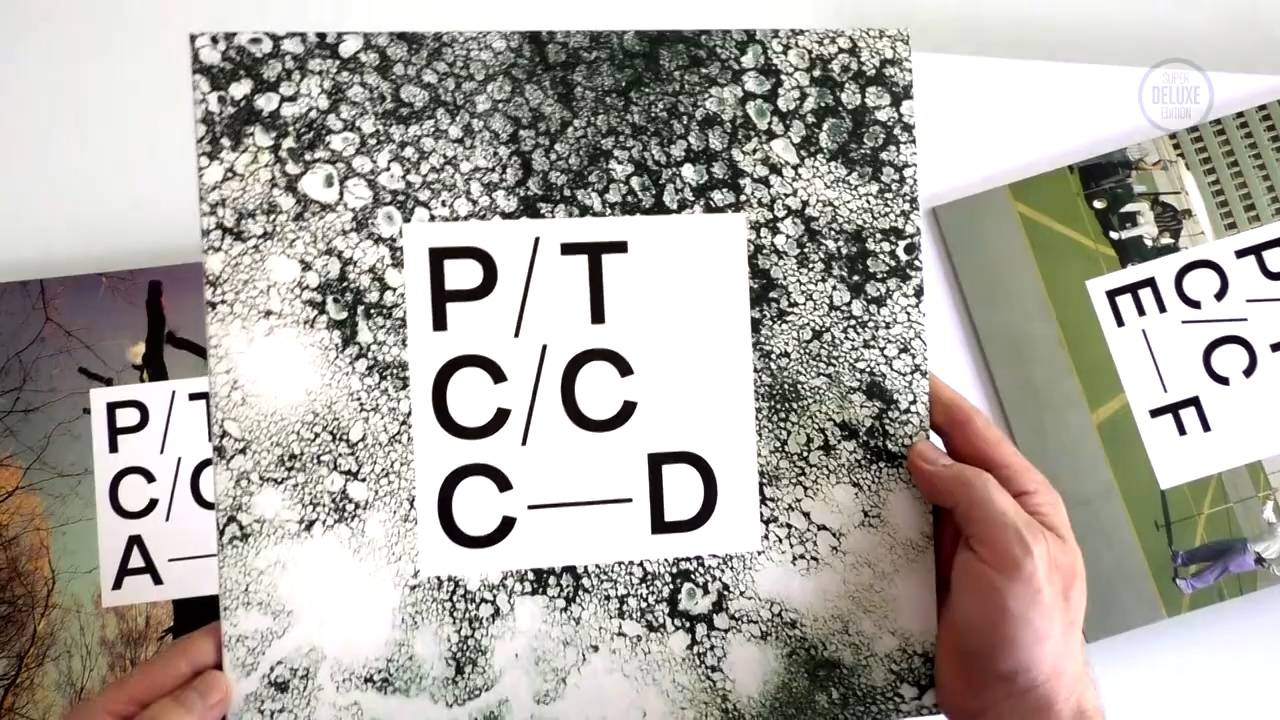 P/T
C/C
C—D
P/T
C/C
A—
P/T
C/C
E—F
SUPER
DELUXE
EDITION